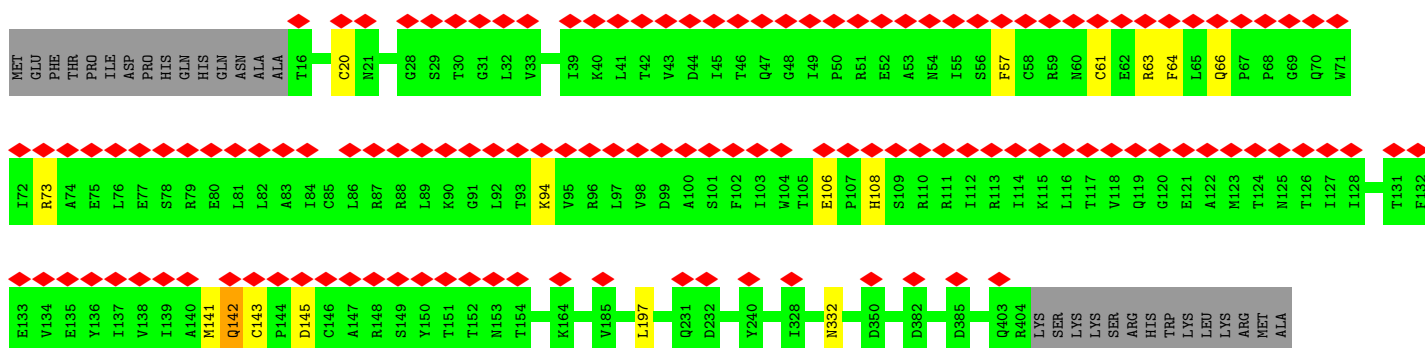 MET GLU PHE THR PRO ILE ASP PRO HIS GLN HIS GLN ASN ALA ALA T16 C20 N21 G28 S29 T30 G31 L32 V33 I39 K40 L41 T42 V43 D44 I45 T46 Q47 G48 I49 P50 R51 E52 A53 N54 I55 S56 F57 C58 R59 N60 C61 E62 R63 F64 L65 Q66 P67 P68 G69 Q70 W71
I72 R73 A74 E75 L76 E77 S78 R79 E80 L81 L82 A83 I84 C85 L86 R87 R88 L89 K90 G91 L92 T93 K94 V95 R96 L97 V98 D99 A100 S101 F102 I103 W104 T105 E106 P107 H108 S109 R110 R111 I112 R113 I114 K115 L116 T117 V118 Q119 G120 E121 A122 M123 T124 N125 T126 I127 I128 T131 F132
E133 V134 E135 Y136 I137 V138 I139 A140 M141 Q142 C143 P144 D145 C146 A147 R148 S149 Y150 T151 T152 N153 T154 K164 V185 L197 Q231 D232 Y240 I328 N332 D350 D382 D385 Q403 R404 LYS SER LYS LYS SER ARG HIS TRP LYS LEU LYS ARG MET ALA